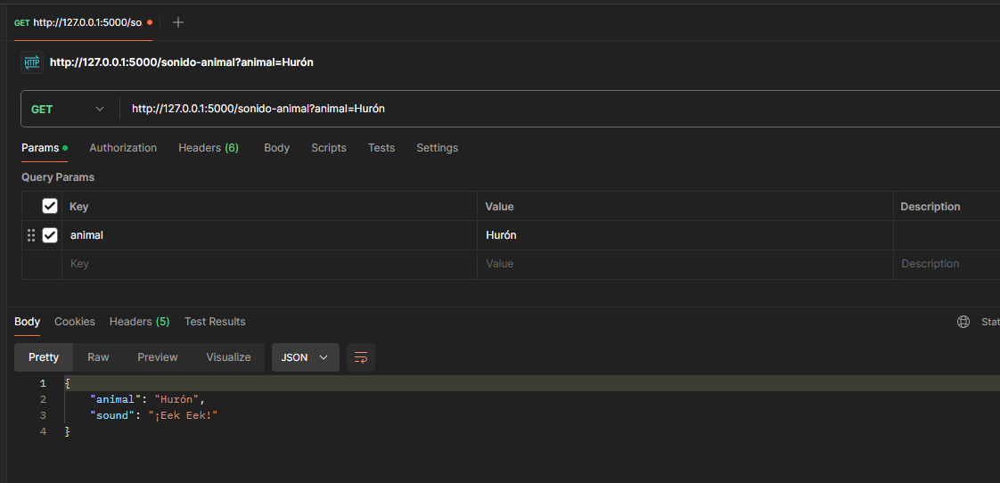 GET http://127.0.0.1:5000/so
HTTP http://127.0.0.1:5000/sonido-animal?animal=Hurón
GET http://127.0.0.1:5000/sonido-animal?animal=Hurón
Params Authorization Headers (6) Body Scripts Tests Settings
Query Params
Key Value Description
animal Hurón
Key Value Description
Body Cookies Headers (5) Test Results Stat
Pretty Raw Preview Visualize JSON
1 {
2 "animal": "Hurón",
3 "sound": "¡Eek Eek!"
4 }